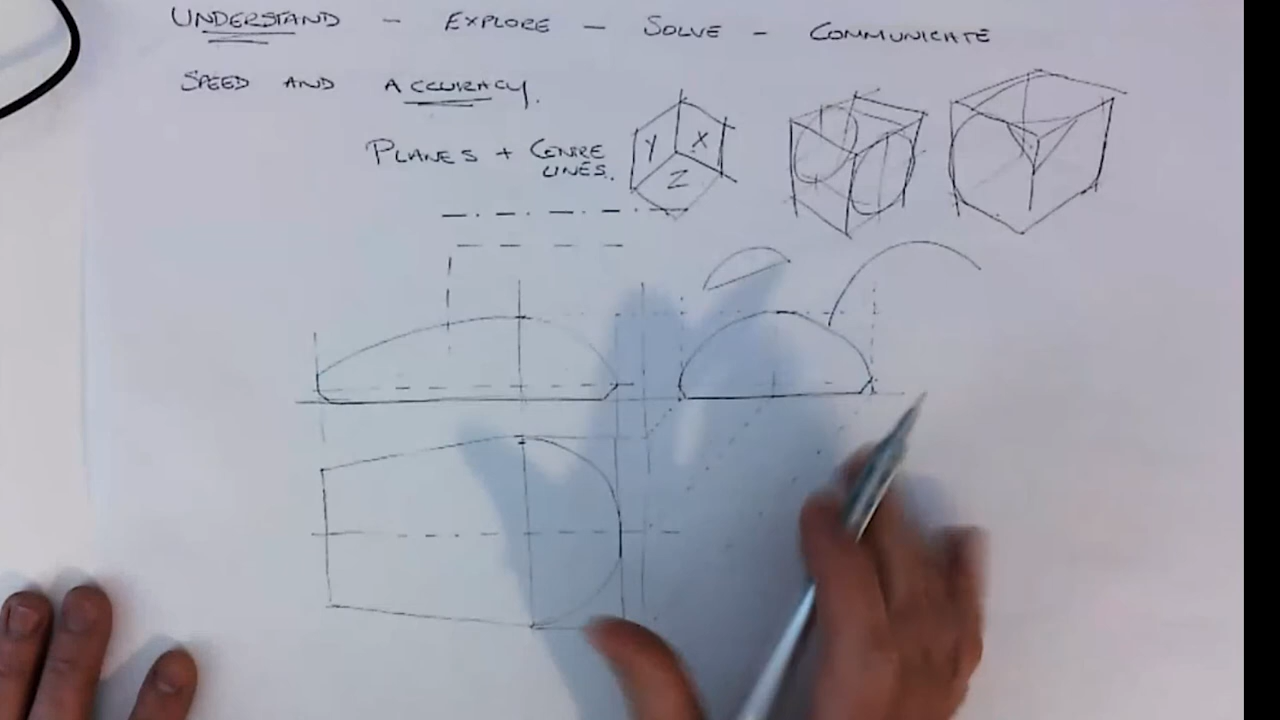 UNDERSTAND - EXPLORE - SOLVE - COMMUNICATE
SPEED AND ACCURACY.
PLANES + CENTRE
LINES.
Y X
Z